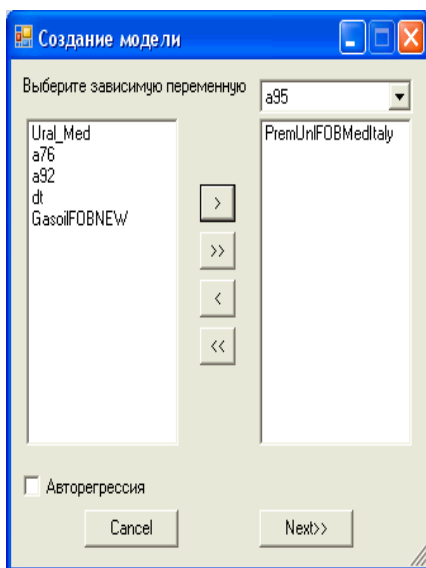 Создание модели
Выберите зависимую переменную
a95
Ural_Med
a76
a92
dt
GasoilFOBNEW
PremUnlFOBMedItaly
>
>>
<
<<
Авторегрессия
Cancel
Next>>